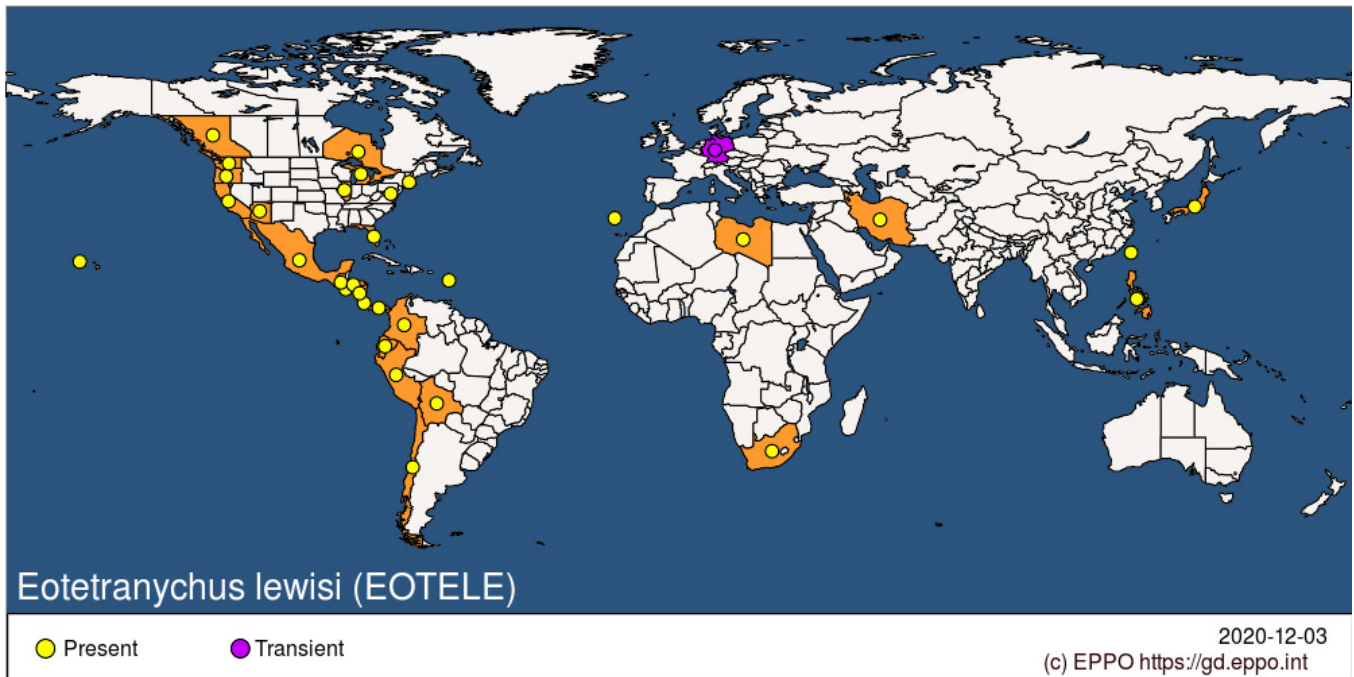 Eotetranychus lewisi (EOTELE)
Present
Transient
2020-12-03
(c) EPPO https://gd.eppo.int